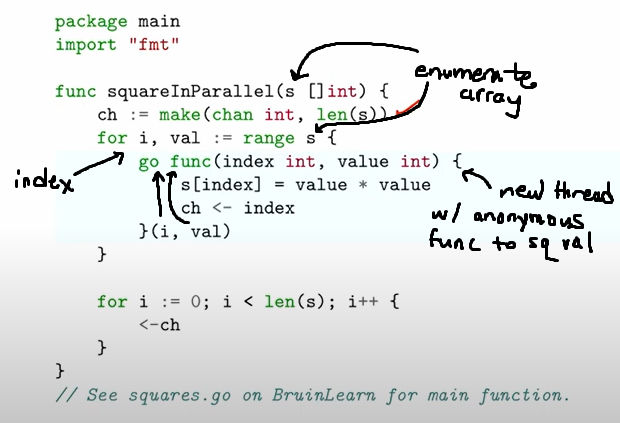 package main
import "fmt"
func squareInParallel(s []int) {
ch := make(chan int, len(s))
for i, val := range s {
go func(index int, value int) {
s[index] = value * value
ch <- index
}(i, val)
}
for i := 0; i < len(s); i++ {
<-ch
}
}
// See squares.go on BruinLearn for main function.
enumerate
array
index
new thread
w/ anonymous
func to sq val